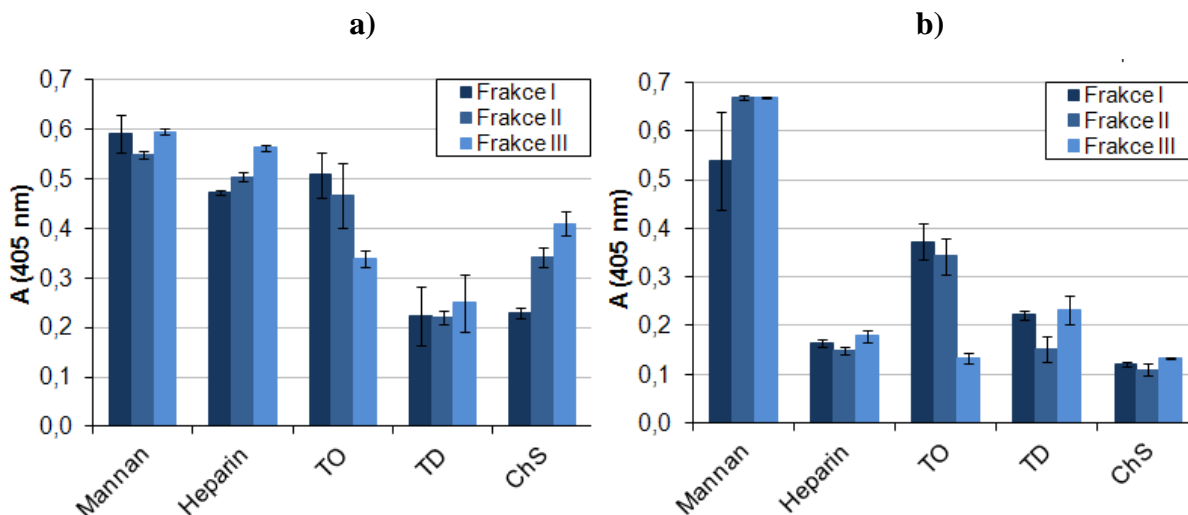 a)
0,7
0,6
0,5
0,4
0,3
0,2
0,1
0,0
A (405 nm)
Frakce I
Frakce II
Frakce III
Mannan
Heparin
TO
TD
ChS
b)
0,7
0,6
0,5
0,4
0,3
0,2
0,1
0,0
A (405 nm)
Frakce I
Frakce II
Frakce III
Mannan
Heparin
TO
TD
ChS